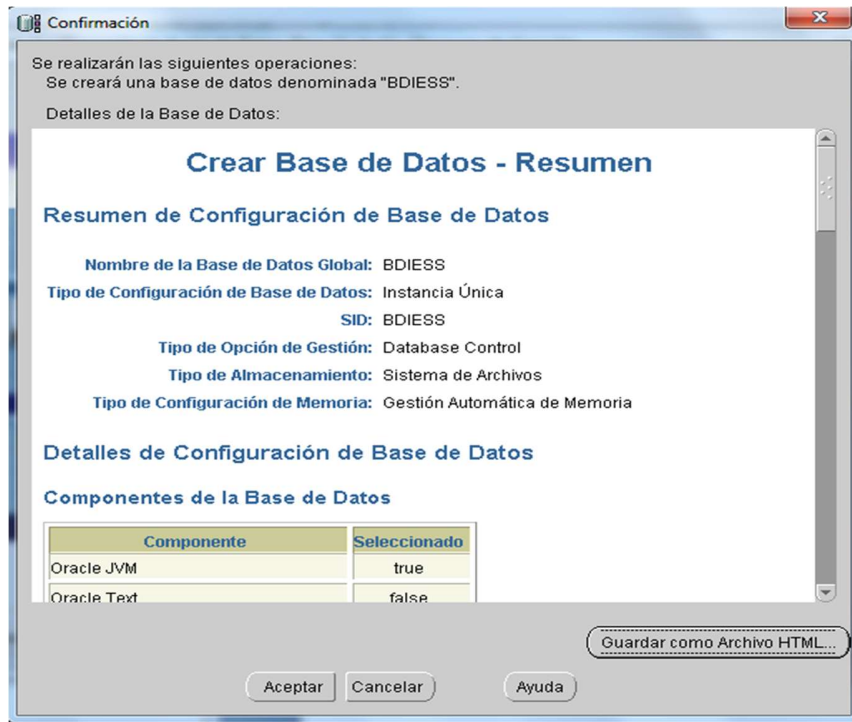 Confirmación
Se realizarán las siguientes operaciones:
Se creará una base de datos denominada "BDIESS".
Detalles de la Base de Datos:
Crear Base de Datos - Resumen
Resumen de Configuración de Base de Datos
Nombre de la Base de Datos Global: BDIESS
Tipo de Configuración de Base de Datos: Instancia Única
SID: BDIESS
Tipo de Opción de Gestión: Database Control
Tipo de Almacenamiento: Sistema de Archivos
Tipo de Configuración de Memoria: Gestión Automática de Memoria
Detalles de Configuración de Base de Datos
Componentes de la Base de Datos
Componente Seleccionado
Oracle JVM true
Oracle Text false
Guardar como Archivo HTML...
Aceptar Cancelar Ayuda